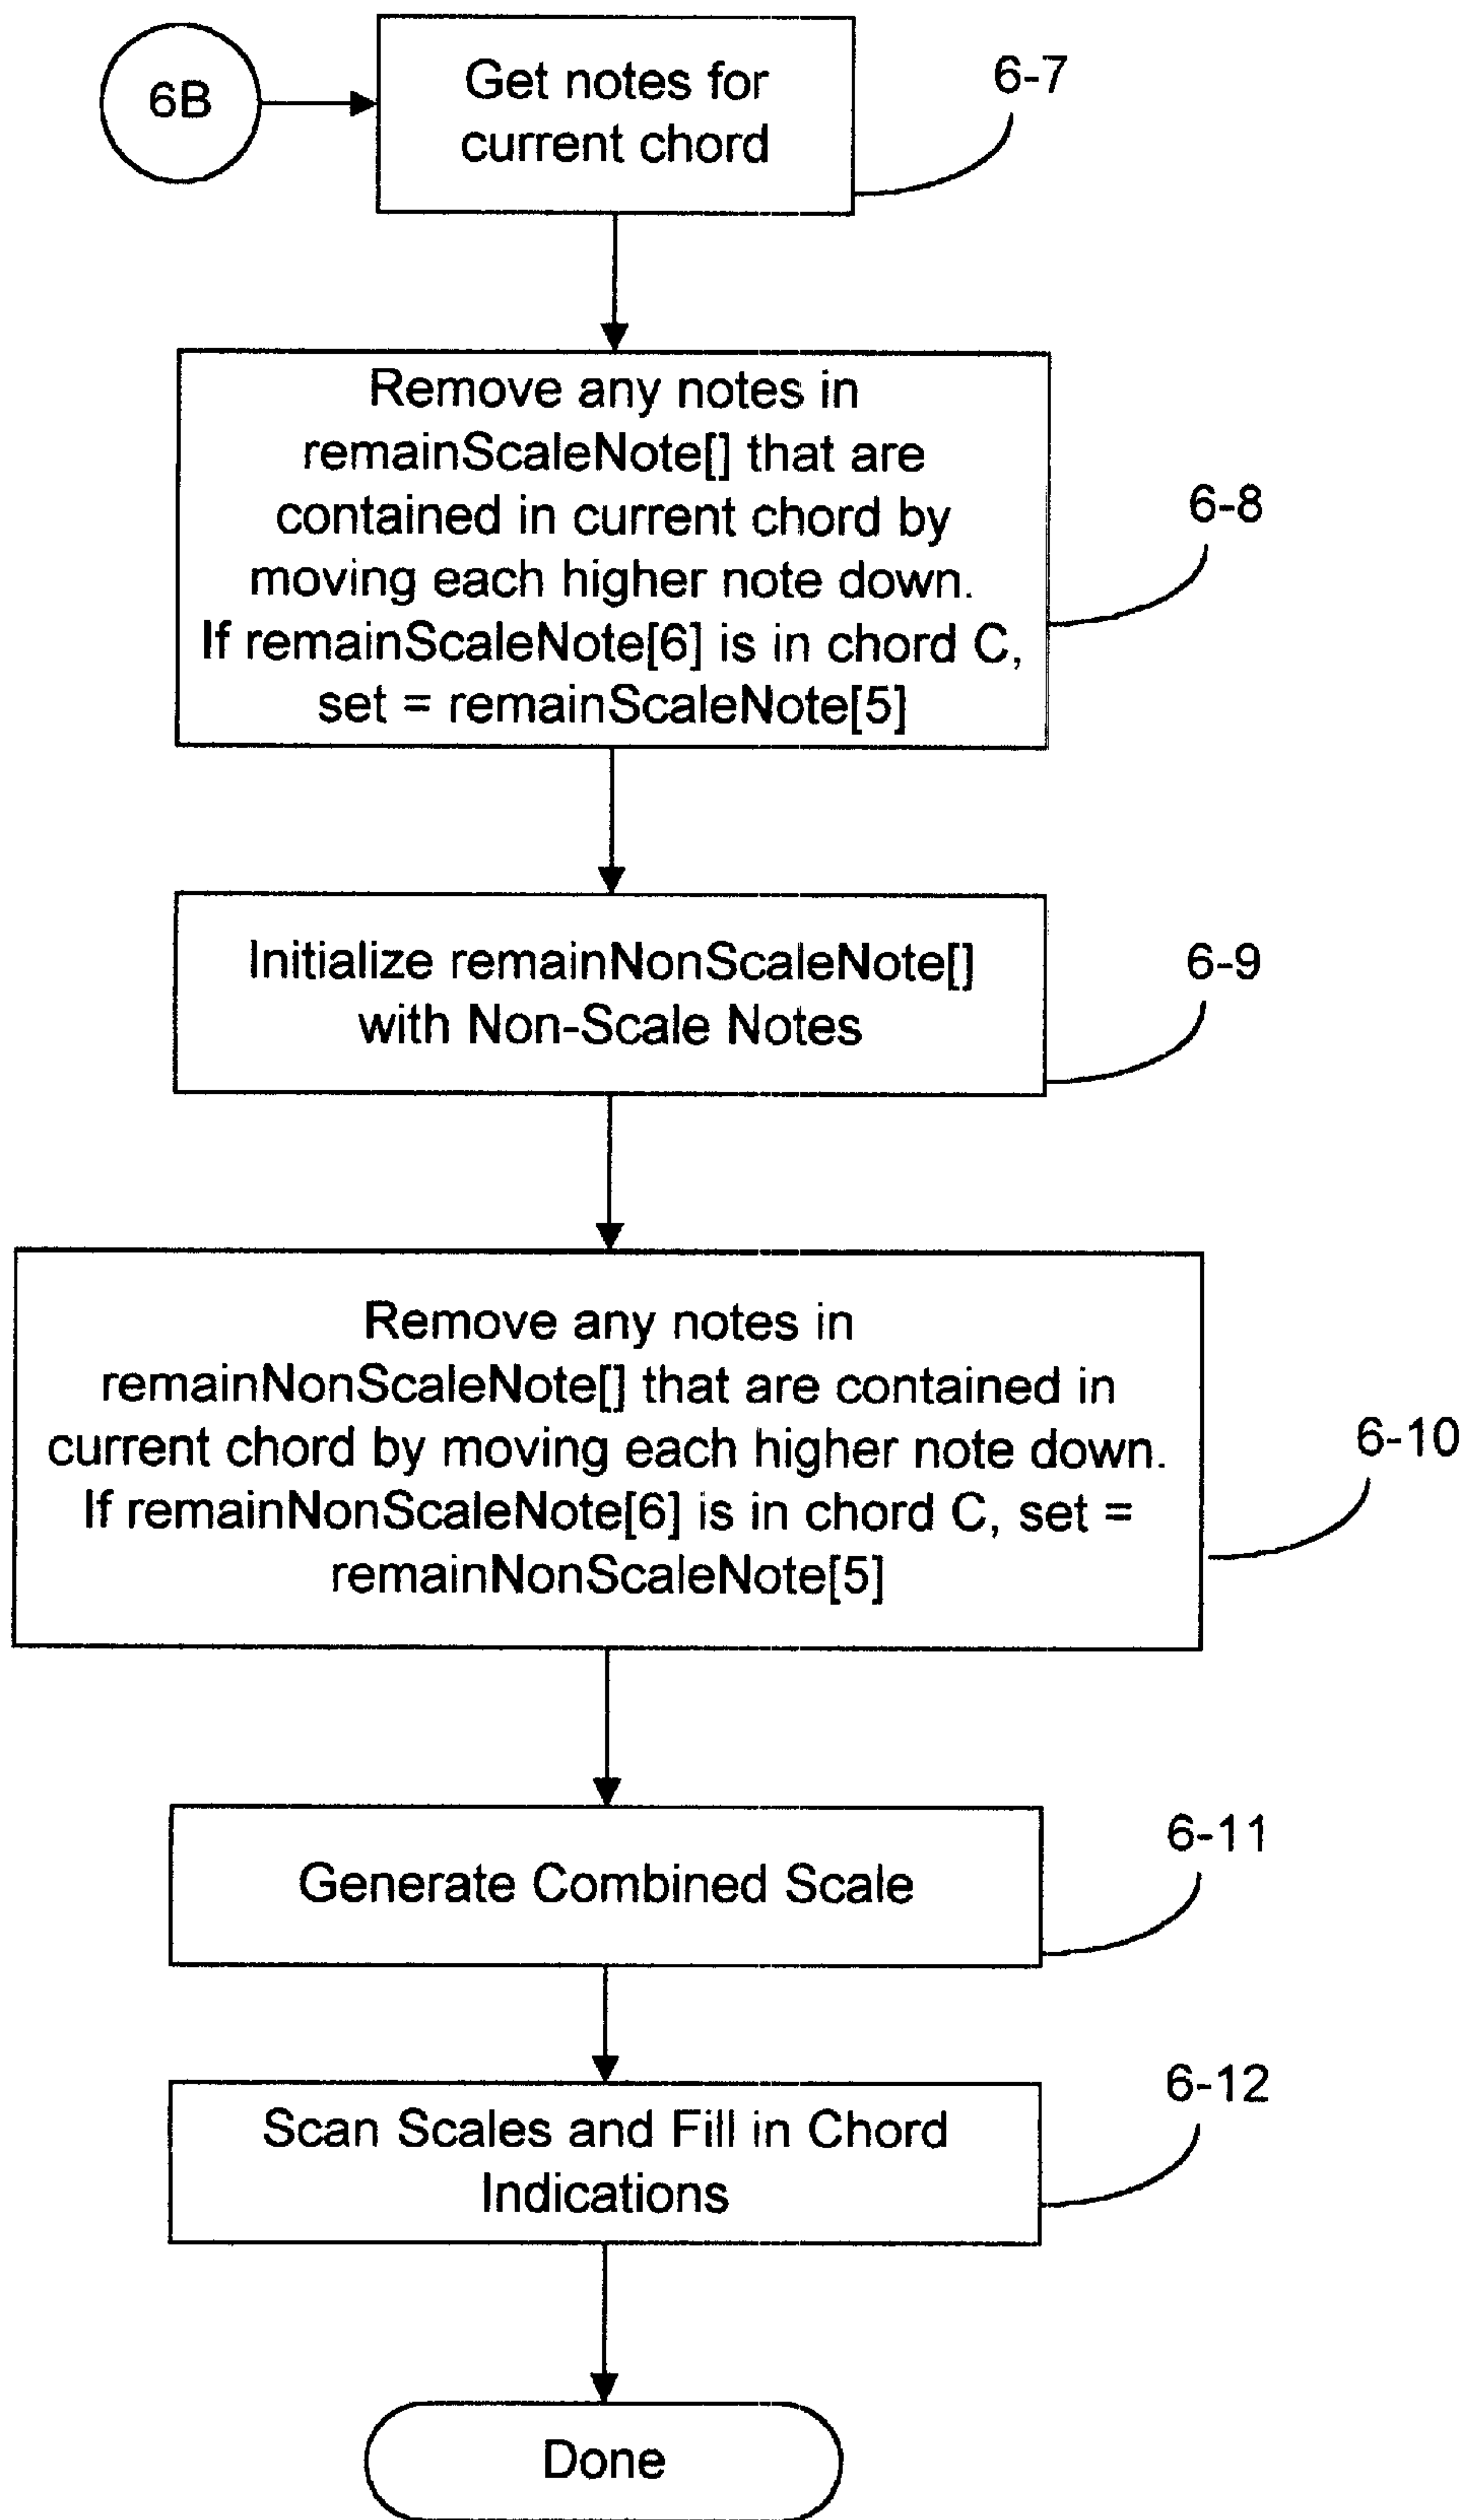 6B
Get notes for
current chord
6-7
Remove any notes in
remainScaleNote[] that are
contained in current chord by
moving each higher note down.
If remainScaleNote[6] is in chord C,
set = remainScaleNote[5]
6-8
Initialize remainNonScaleNote[]
with Non-Scale Notes
6-9
Remove any notes in
remainNonScaleNote[] that are contained in
current chord by moving each higher note down.
If remainNonScaleNote[6] is in chord C, set =
remainNonScaleNote[5]
6-10
Generate Combined Scale
6-11
Scan Scales and Fill in Chord
Indications
6-12
Done